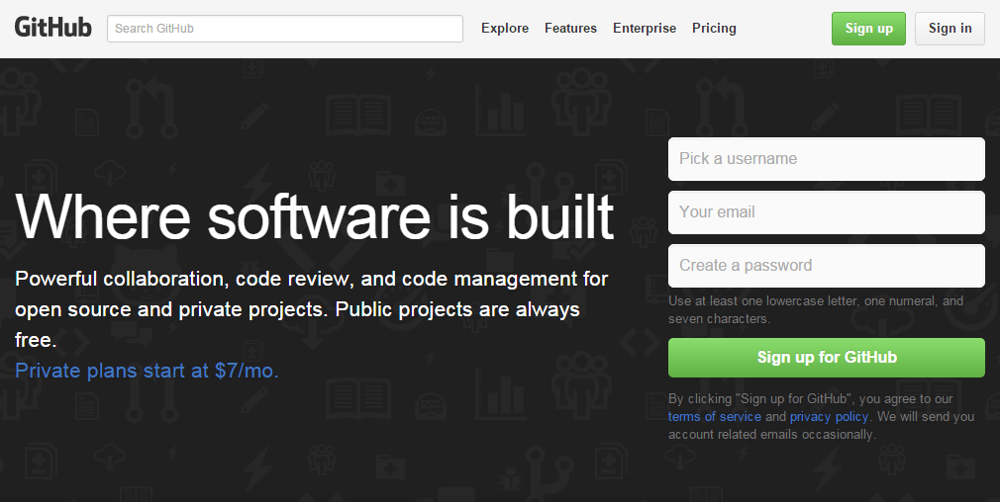 GitHub
Search GitHub
Explore
Features
Enterprise
Pricing
Sign up
Sign in
Where software is built
Powerful collaboration, code review, and code management for
open source and private projects. Public projects are always
free.
Private plans start at $7/mo.
Pick a username
Your email
Create a password
Use at least one lowercase letter, one numeral, and
seven characters.
Sign up for GitHub
By clicking "Sign up for GitHub", you agree to our
terms of service and privacy policy. We will send you
account related emails occasionally.